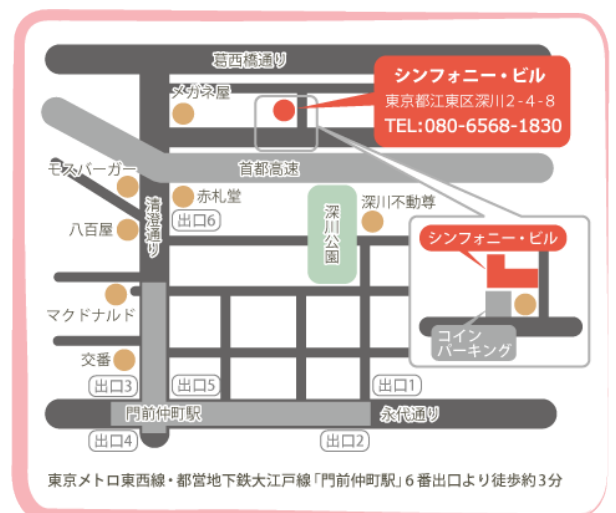 葛西橋通り
メガネ屋
シンフォニー・ビル
東京都江東区深川2-4-8
TEL:080-6568-1830
モスバーガー
首都高速
赤札堂
出口6
清澄通り
八百屋
深川公園
深川不動尊
シンフォニー・ビル
コイン
パーキング
マクドナルド
交番
出口3
出口5
出口1
門前仲町駅
永代通り
出口4
出口2
東京メトロ東西線・都営地下鉄大江戸線「門前仲町駅」6番出口より徒歩約3分